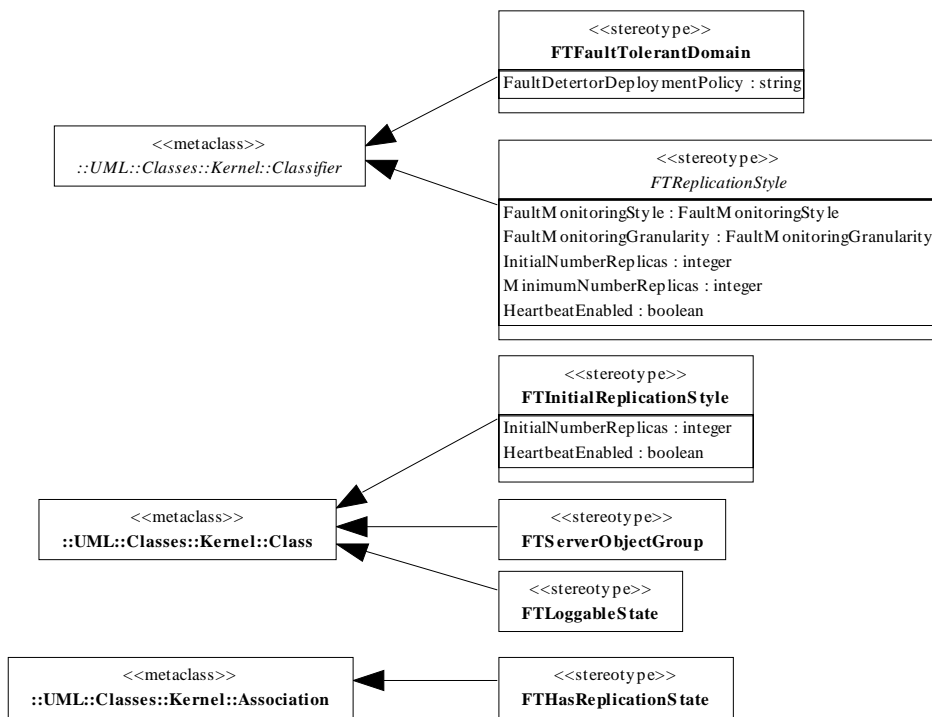 <<stereotype>>
FTFaultTolerantDomain
FaultDetertorDeploymentPolicy : string
<<metaclass>>
::UML::Classes::Kernel::Classifier
<<stereotype>>
FTReplicationStyle
FaultMonitoringStyle : FaultMonitoringStyle
FaultMonitoringGranularity : FaultMonitoringGranularity
InitialNumberReplicas : integer
MinimumNumberReplicas : integer
HeartbeatEnabled : boolean
<<stereotype>>
FTInitialReplicationStyle
InitialNumberReplicas : integer
HeartbeatEnabled : boolean
<<metaclass>>
::UML::Classes::Kernel::Class
<<stereotype>>
FTServerObjectGroup
<<stereotype>>
FTLoggableState
<<metaclass>>
::UML::Classes::Kernel::Association
<<stereotype>>
FTHasReplicationState